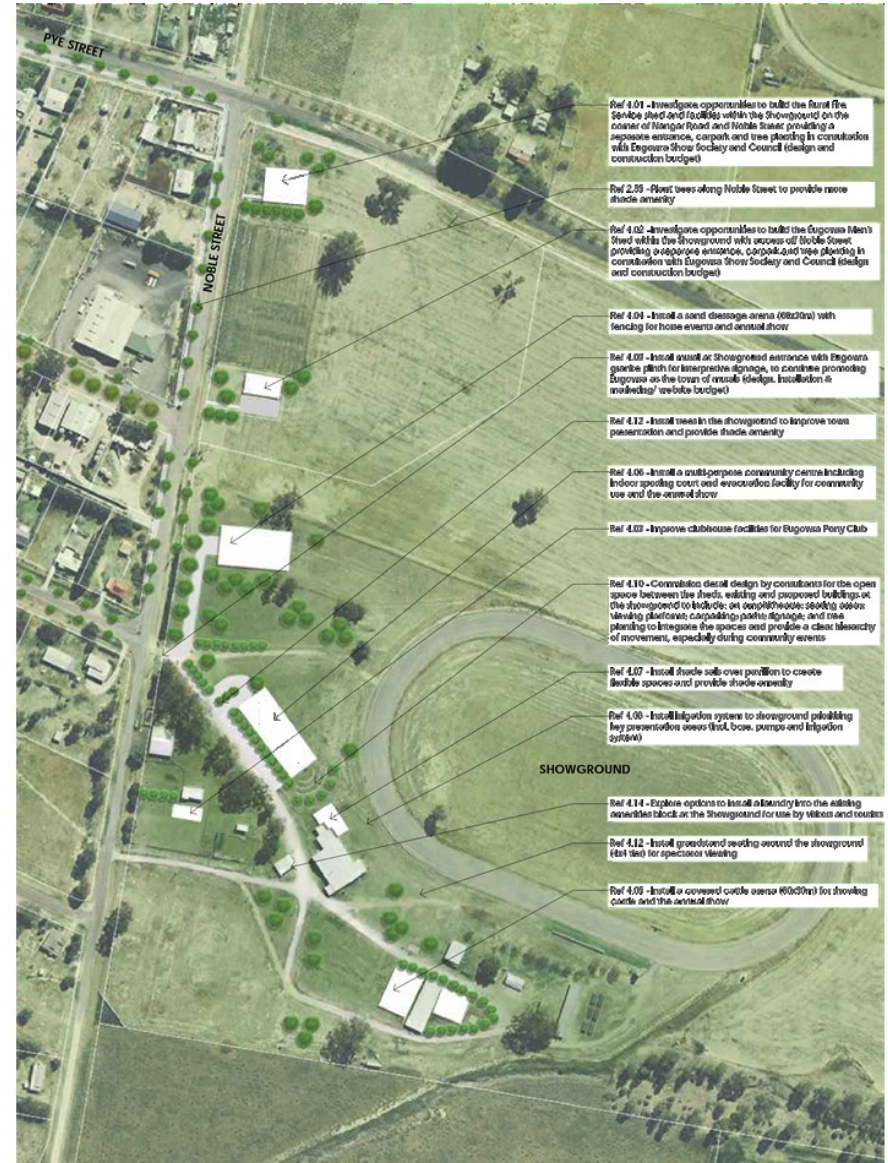 PYE STREET
NOBLE STREET
Ref 4.01 - Investigate opportunities to build the Rural Fire
Service shed and facilities within the Showground on the
corner of Nangar Road and Noble Street providing a
separate entrance, carpark and tree planting in consultation
with Eugowra Show Society and Council (design and
construction budget)
Ref 2.33 - Plant trees along Noble Street to provide more
shade amenity
Ref 4.02 - Investigate opportunities to build the Eugowra Men's
Shed within the Showground with access off Noble Street
providing a separate entrance, carpark and tree planting in
consultation with Eugowra Show Society and Council (design
and construction budget)
Ref 4.04 - Install a sand dressage arena (60x20m) with
fencing for horse events and annual show
Ref 4.09 - Install mural at Showground entrance with Eugowra
granite plinth for interpretive signage, to continue promoting
Eugowra as the town of murals (design, installation &
marketing/ website budget)
Ref 4.12 - Install trees in the showground to improve town
presentation and provide shade amenity
Ref 4.06 - Install a multi-purpose community centre including
indoor sporting court and evacuation facility for community
use and the annual show
Ref 4.03 - Improve clubhouse facilities for Eugowra Pony Club
Ref 4.10 - Commission detail design by consultants for the open
space between the sheds, existing and proposed buildings at
the showground to include: an amphitheatre; seating areas;
viewing platforms; carparking; paths; signage; and tree
planting to integrate the spaces and provide a clear hierarchy
of movement, especially during community events
Ref 4.07 - Install shade sails over pavilion to create
flexible spaces and provide shade amenity
Ref 4.08 - Install irrigation system to showground prioritising
key presentation areas (incl. bore, pumps and irrigation
system)
SHOWGROUND
Ref 4.14 - Explore options to install a laundry into the existing
amenities block at the Showground for use by visitors and tourists
Ref 4.12 - Install grandstand seating around the showground
(4x4 tier) for spectator viewing
Ref 4.05 - Install a covered cattle arena (60x30m) for showing
cattle and the annual show